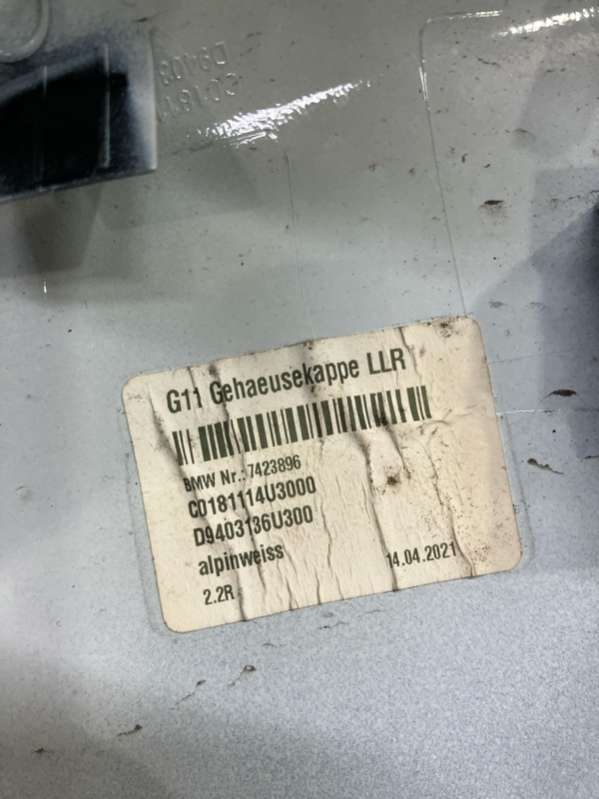 G11 Gehaeusekappe LLR
BMW Nr.: 7423896
C0181114U3000
D9403136U300
alpinweiss
14.04.2021
2.2R